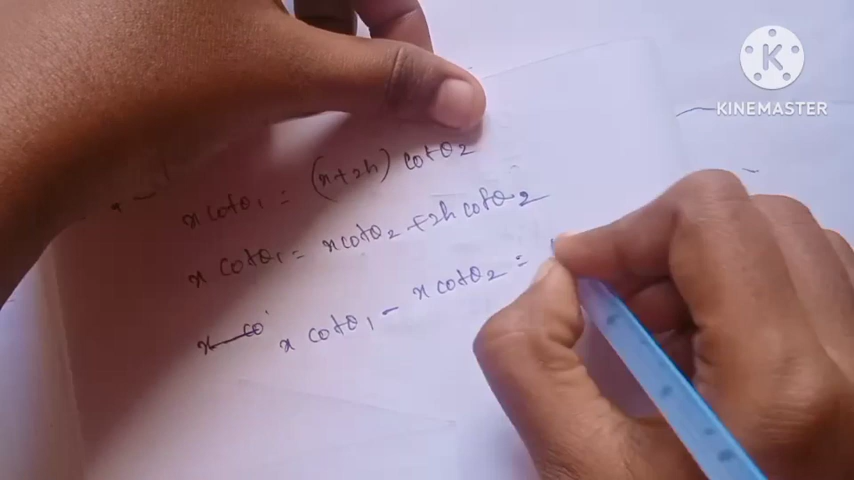 KINEMASTER
x cotθ₁ = (x+2h) cotθ₂
x cotθ₁ = x cotθ₂ + 2h cotθ₂
x cotθ₁ - x cotθ₂ =